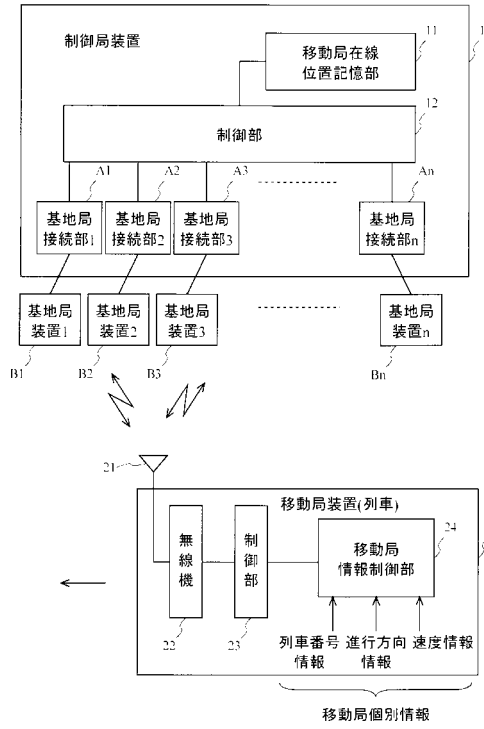 制御局装置
移動局在線
位置記憶部
11
1
12
制御部
A1
A2
A3
An
基地局
接続部1
基地局
接続部2
基地局
接続部3
基地局
接続部n
基地局
装置1
基地局
装置2
基地局
装置3
基地局
装置n
B1
B2
B3
Bn
21
移動局装置(列車)
無線機
制御部
移動局
情報制御部
24
22
23
列車番号
情報
進行方向
情報
速度情報
移動局個別情報